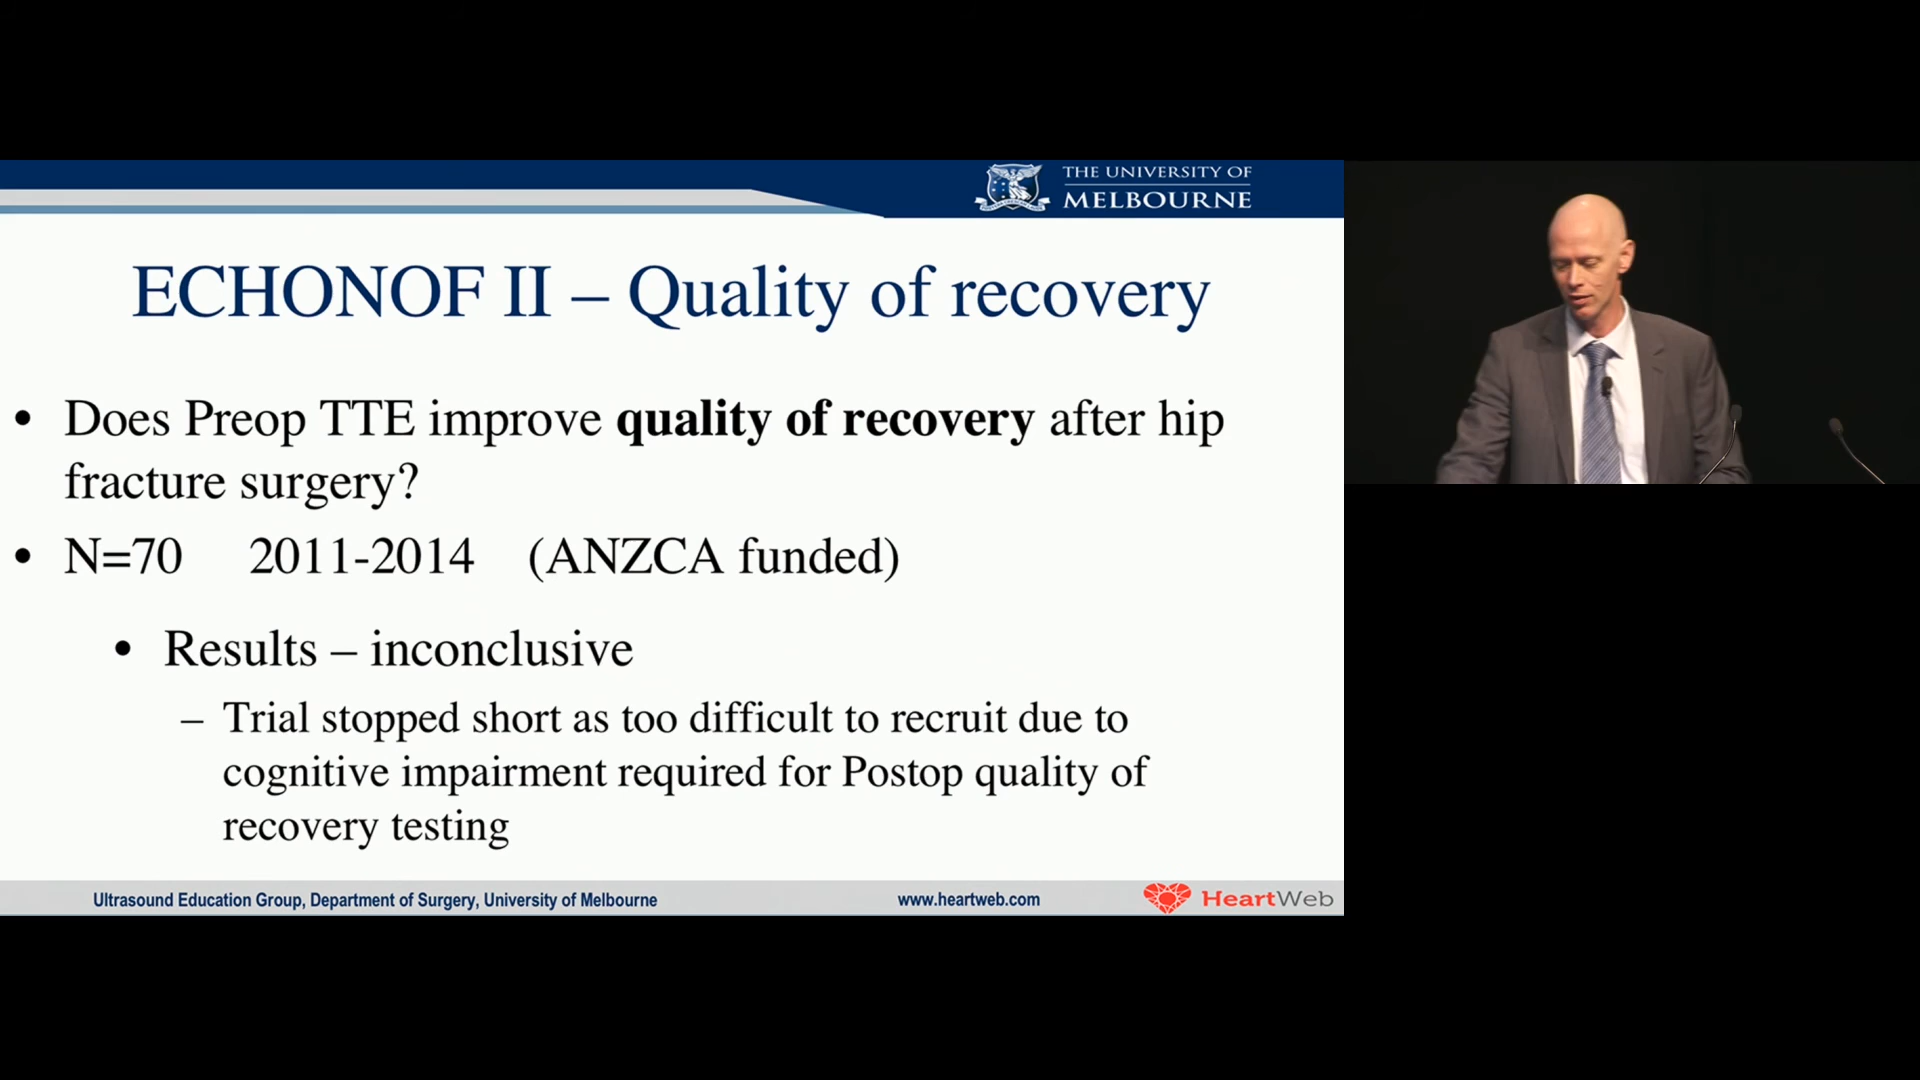 THE UNIVERSITY OF
MELBOURNE
ECHONOF II – Quality of recovery
• Does Preop TTE improve quality of recovery after hip
fracture surgery?
• N=70 2011-2014 (ANZCA funded)
• Results – inconclusive
– Trial stopped short as too difficult to recruit due to
cognitive impairment required for Postop quality of
recovery testing
Ultrasound Education Group, Department of Surgery, University of Melbourne www.heartweb.com HeartWeb